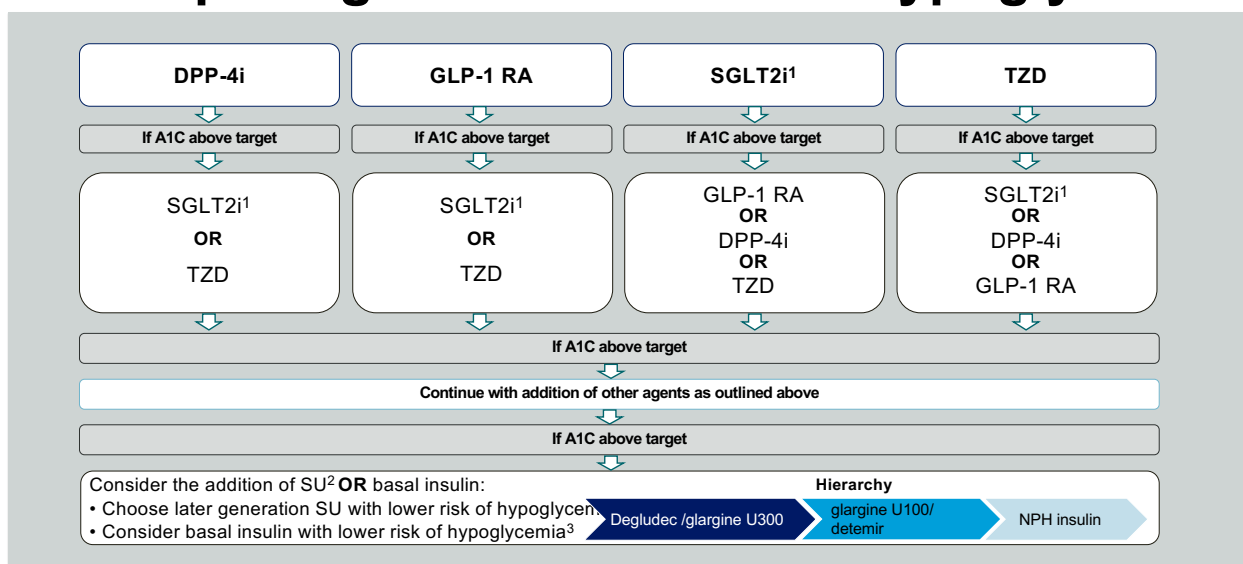 DPP-4i
GLP-1 RA
SGLT2i¹
TZD
If A1C above target
If A1C above target
If A1C above target
If A1C above target
SGLT2i¹
OR
TZD
SGLT2i¹
OR
TZD
GLP-1 RA
OR
DPP-4i
OR
TZD
SGLT2i¹
OR
DPP-4i
OR
GLP-1 RA
If A1C above target
Continue with addition of other agents as outlined above
If A1C above target
Consider the addition of SU² OR basal insulin:
• Choose later generation SU with lower risk of
• Consider basal insulin with lower risk of hypoglycemia³
Hierarchy
Degludec /glargine U300
glargine U100/
detemir
NPH insulin